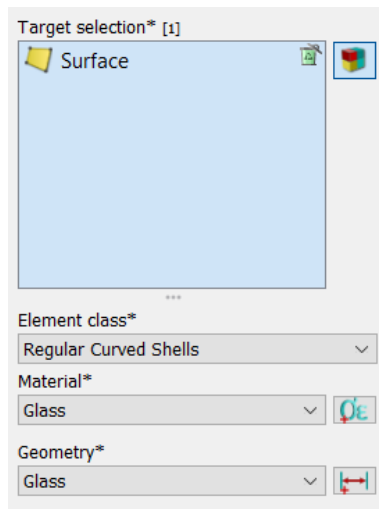 Target selection* [1]
Surface
Element class*
Regular Curved Shells
Material*
Glass
Geometry*
Glass